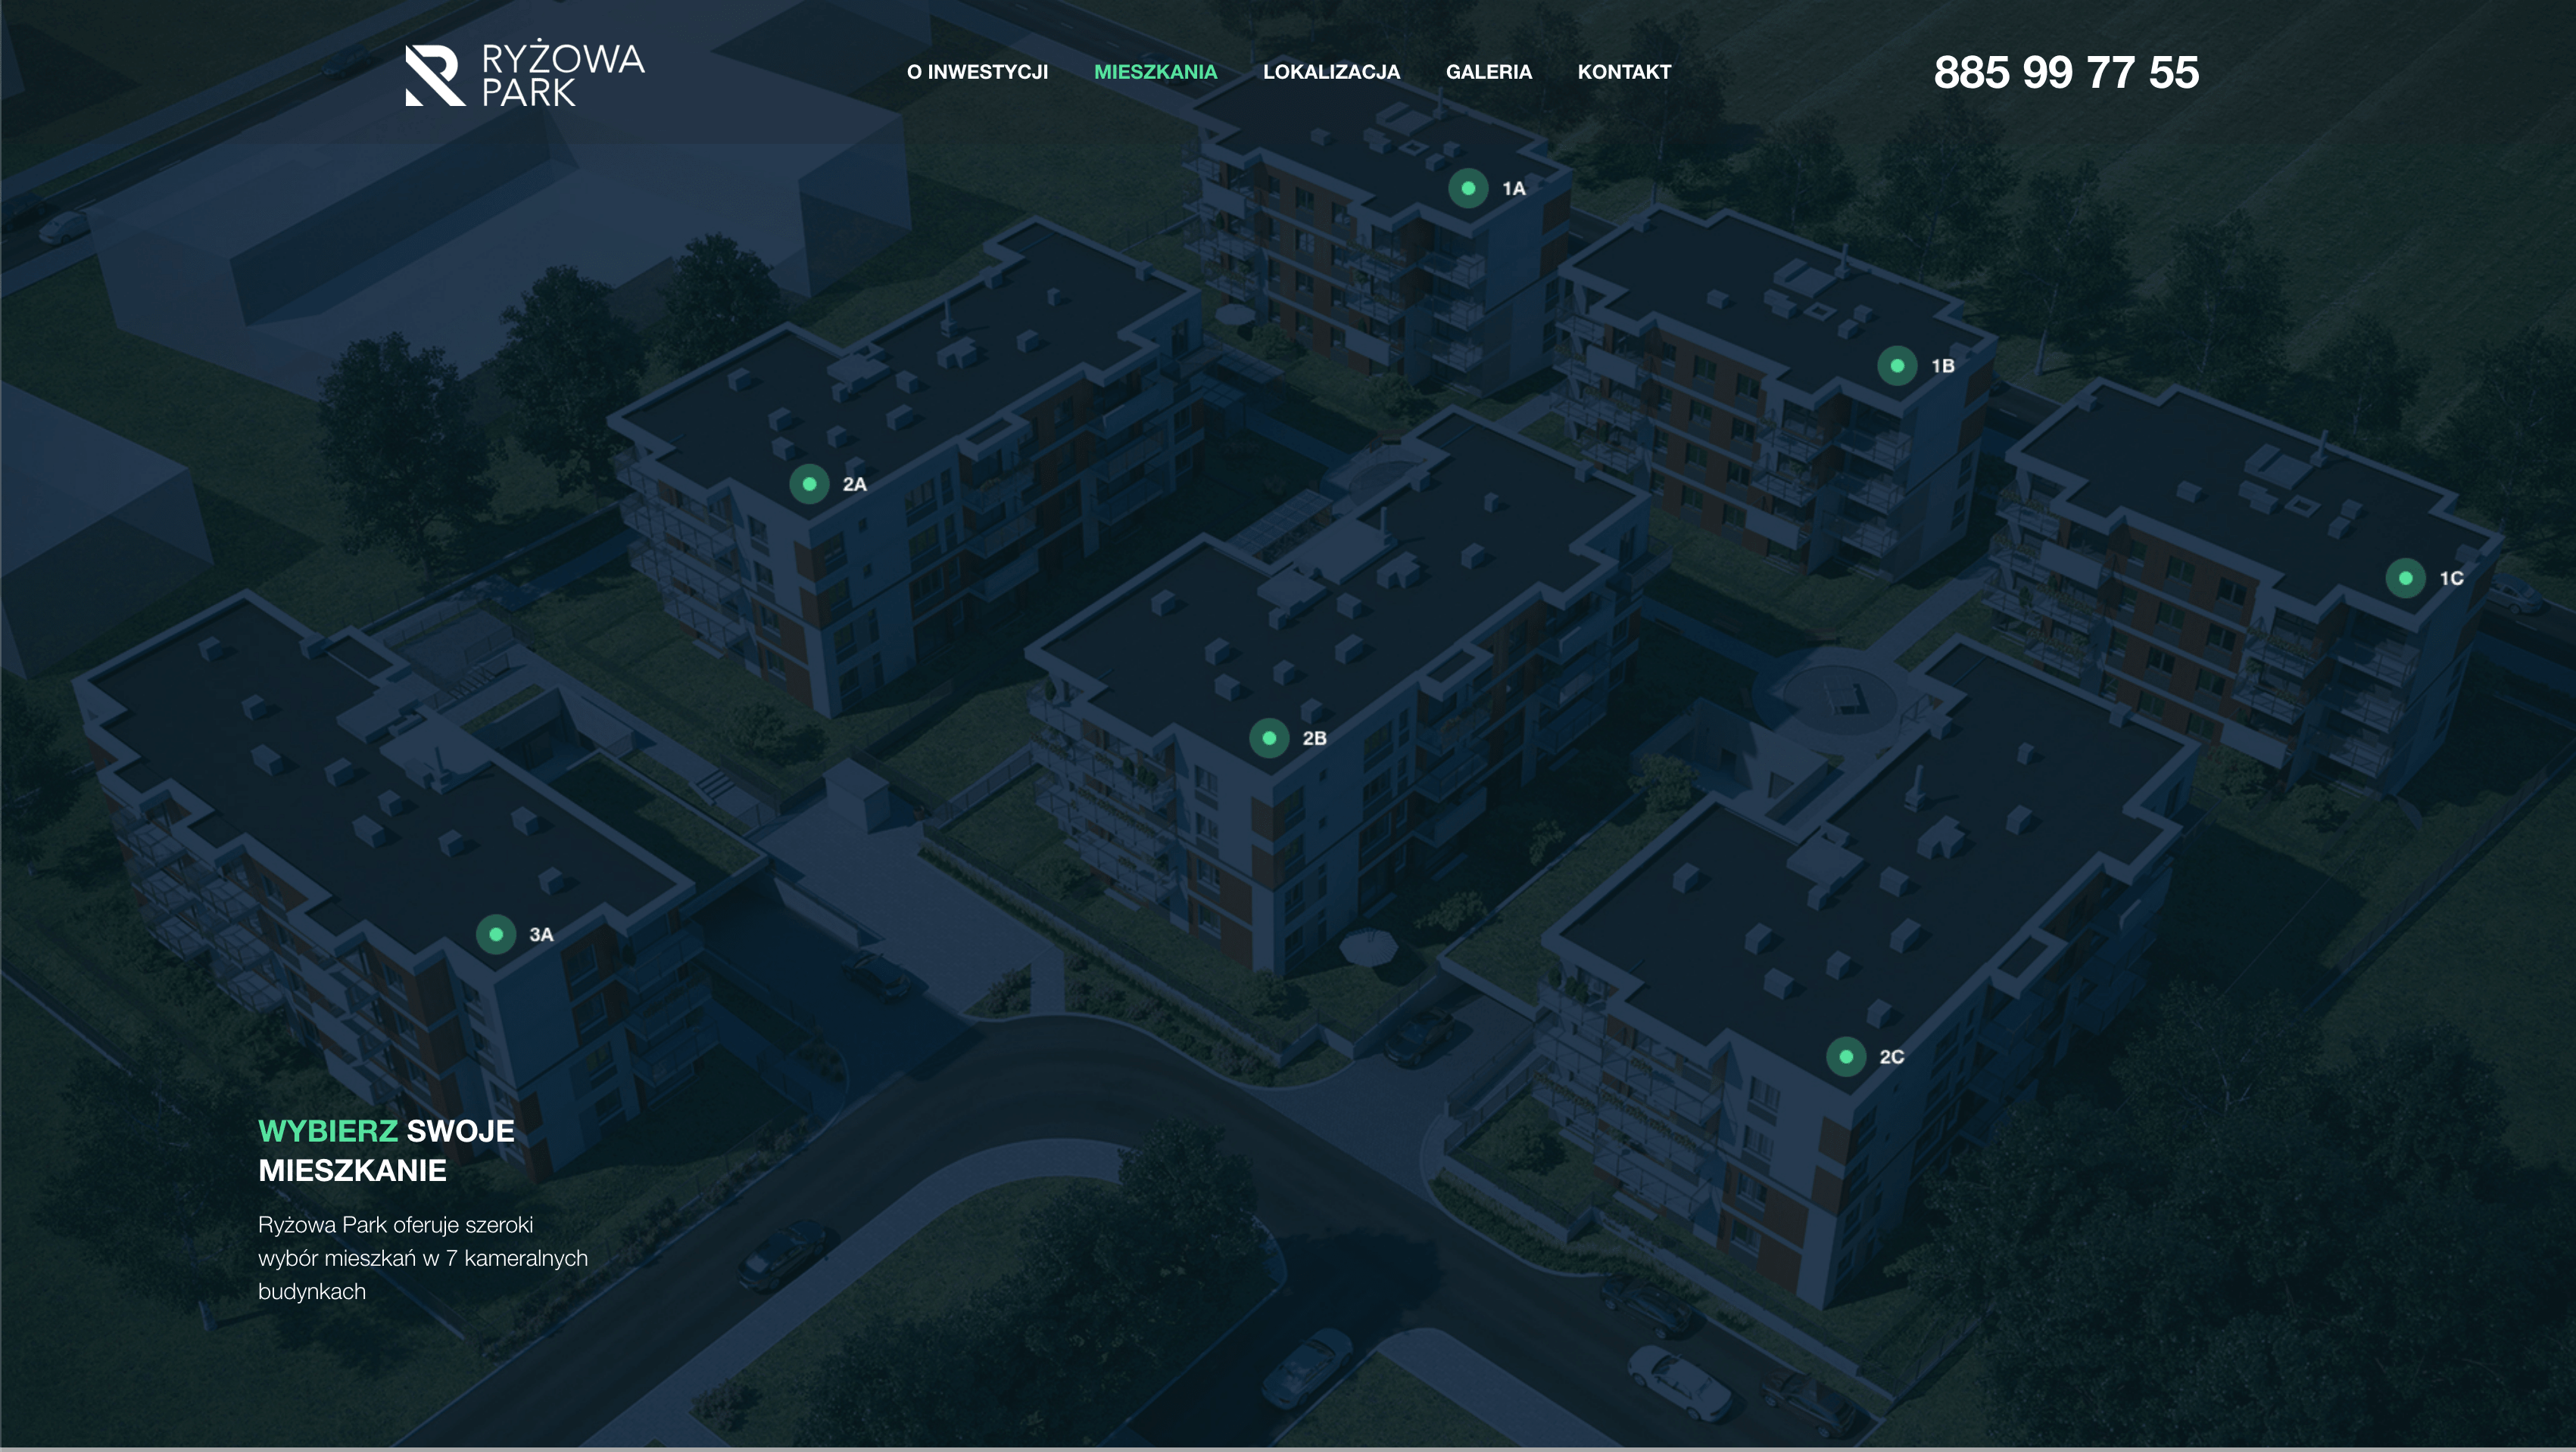 RYŻOWA
PARK
O INWESTYCJI MIESZKANIA LOKALIZACJA GALERIA KONTAKT
885 99 77 55
1A
1B
2A
1C
2B
3A
2C
WYBIERZ SWOJE
MIESZKANIE
Ryżowa Park oferuje szeroki
wybór mieszkań w 7 kameralnych
budynkach